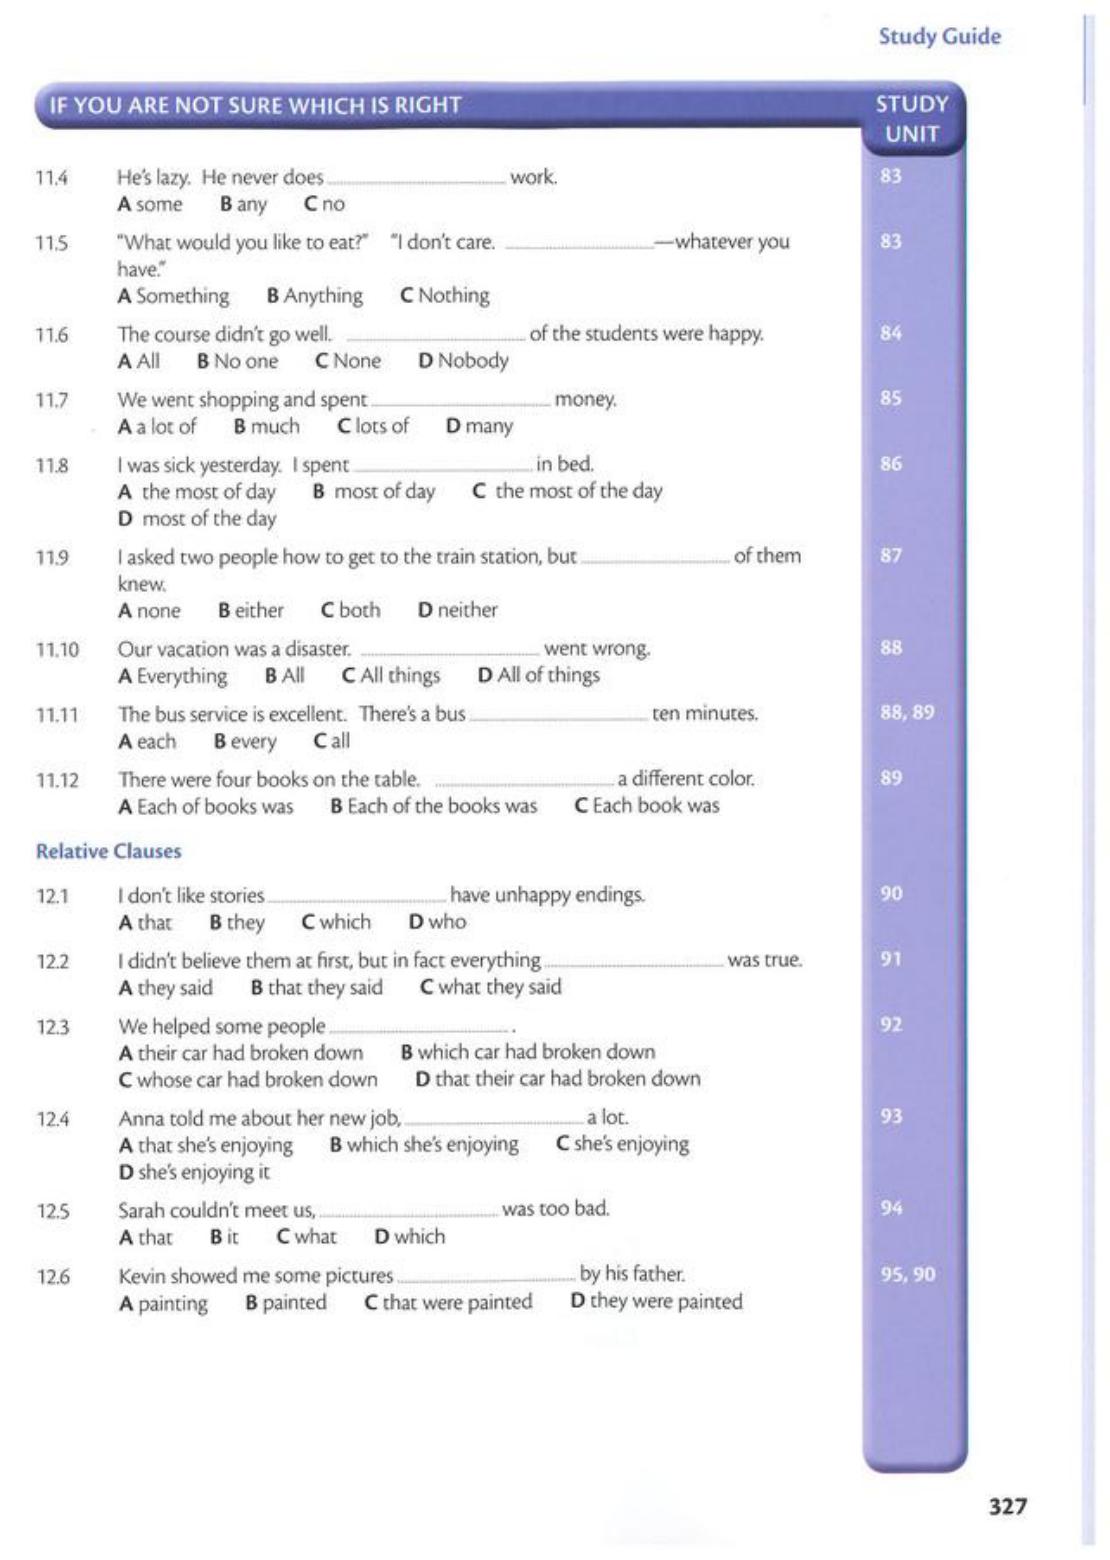 Study Guide
IF YOU ARE NOT SURE WHICH IS RIGHT
STUDY
UNIT
11.4 He's lazy. He never does ______ work. 83
A some B any C no
11.5 "What would you like to eat?" "I don't care. ______—whatever you 83
have."
A Something B Anything C Nothing
11.6 The course didn't go well. ______ of the students were happy. 84
A All B No one C None D Nobody
11.7 We went shopping and spent ______ money. 85
A a lot of B much C lots of D many
11.8 I was sick yesterday. I spent ______ in bed. 86
A the most of day B most of day C the most of the day
D most of the day
11.9 I asked two people how to get to the train station, but ______ of them 87
knew.
A none B either C both D neither
11.10 Our vacation was a disaster. ______ went wrong. 88
A Everything B All C All things D All of things
11.11 The bus service is excellent. There's a bus ______ ten minutes. 88, 89
A each B every C all
11.12 There were four books on the table. ______ a different color. 89
A Each of books was B Each of the books was C Each book was
Relative Clauses
12.1 I don't like stories ______ have unhappy endings. 90
A that B they C which D who
12.2 I didn't believe them at first, but in fact everything ______ was true. 91
A they said B that they said C what they said
12.3 We helped some people ______ . 92
A their car had broken down B which car had broken down
C whose car had broken down D that their car had broken down
12.4 Anna told me about her new job, ______ a lot. 93
A that she's enjoying B which she's enjoying C she's enjoying
D she's enjoying it
12.5 Sarah couldn't meet us, ______ was too bad. 94
A that B it C what D which
12.6 Kevin showed me some pictures ______ by his father. 95, 90
A painting B painted C that were painted D they were painted
327